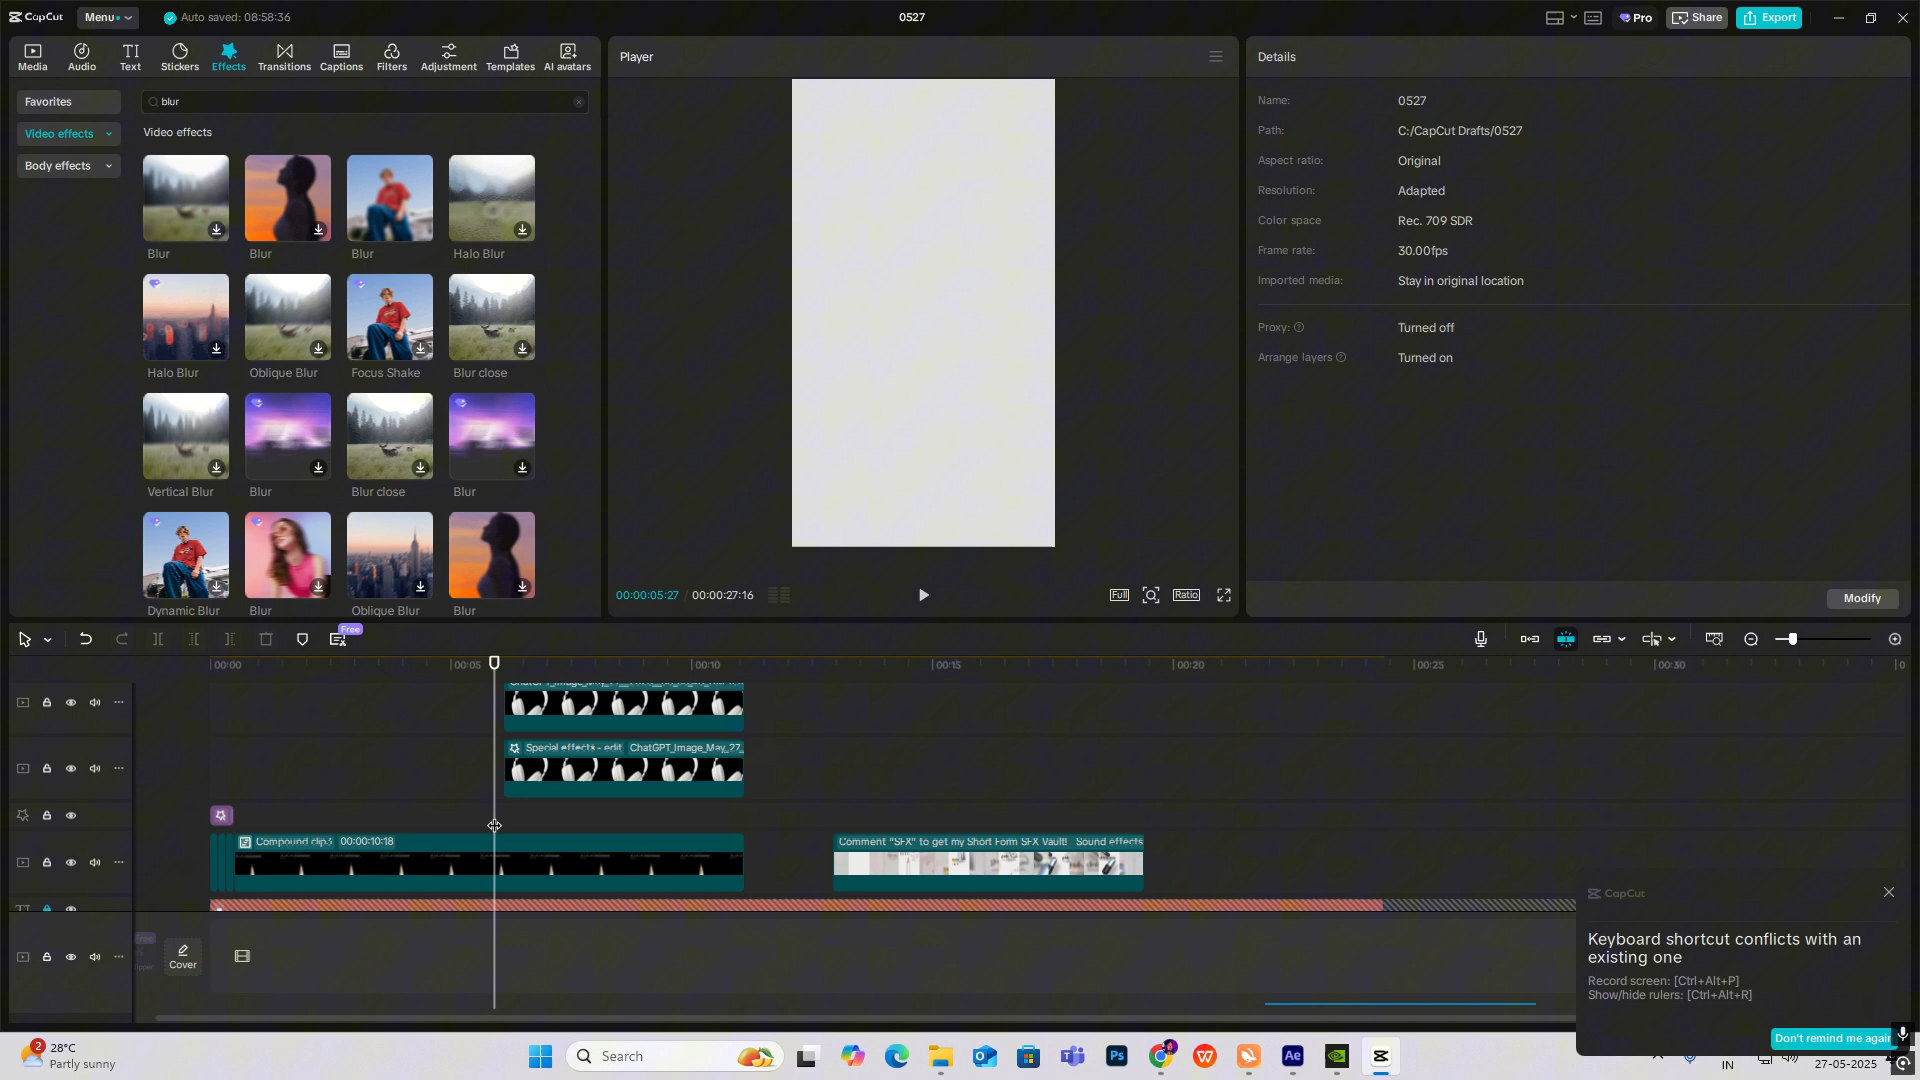 CapCut
Menu
Auto saved: 08:58:36
0527
Pro
Share
Export
Media
Audio
Text
Stickers
Effects
Transitions
Captions
Filters
Adjustment
Templates
AI avatars
Favorites
Video effects
Body effects
blur
Video effects
Blur
Blur
Blur
Halo Blur
Halo Blur
Oblique Blur
Focus Shake
Blur close
Vertical Blur
Blur
Blur close
Blur
Dynamic Blur
Blur
Oblique Blur
Blur
Player
00:00:05:27 / 00:00:27:16
Full
Ratio
Details
Name: 0527
Path: C:/CapCut Drafts/0527
Aspect ratio: Original
Resolution: Adapted
Color space Rec. 709 SDR
Frame rate: 30.00fps
Imported media: Stay in original location
Proxy: Turned off
Arrange layers Turned on
Modify
Free
00:00
00:05
00:10
00:15
00:20
00:25
00:30
Special effects - edit ChatGPT_Image_May_27_
Compound clip3 00:00:10:18
Comment "SFX" to get my Short Form SFX Vault! Sound effects
Cover
CapCut
Keyboard shortcut conflicts with an
existing one
Record screen: [Ctrl+Alt+P]
Show/hide rulers: [Ctrl+Alt+R]
Don't remind me again
2
28°C
Partly sunny
Search
Ps
Ae
IN
27-05-2025